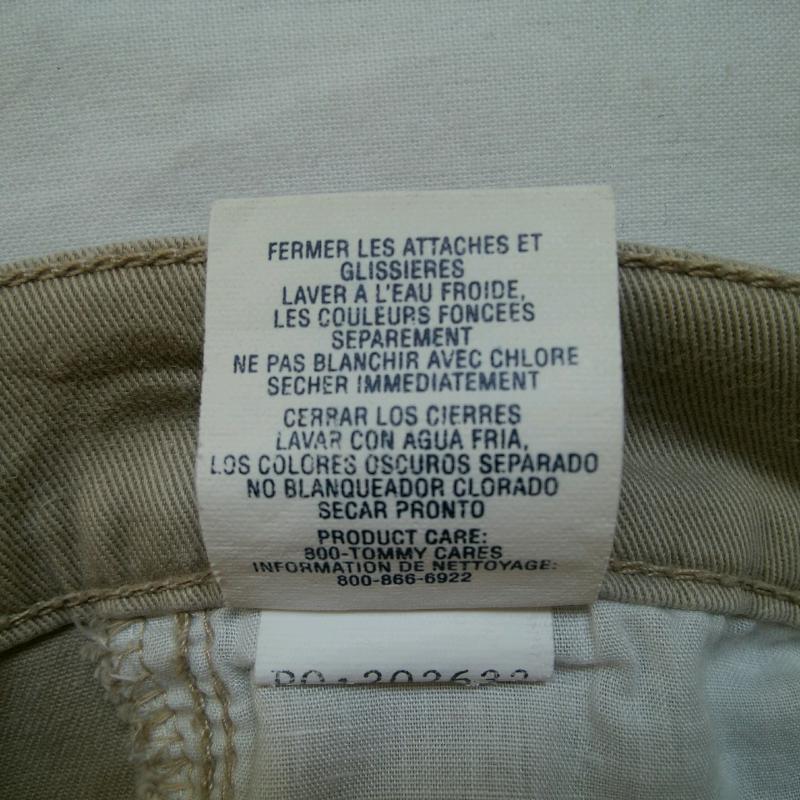 FERMER LES ATTACHES ET
GLISSIERES
LAVER A L'EAU FROIDE,
LES COULEURS FONCEES
SEPAREMENT
NE PAS BLANCHIR AVEC CHLORE
SECHER IMMEDIATEMENT
CERRAR LOS CIERRES
LAVAR CON AGUA FRIA,
LOS COLORES OSCUROS SEPARADO
NO BLANQUEADOR CLORADO
SECAR PRONTO
PRODUCT CARE:
800-TOMMY CARES
INFORMATION DE NETTOYAGE:
800-866-6922